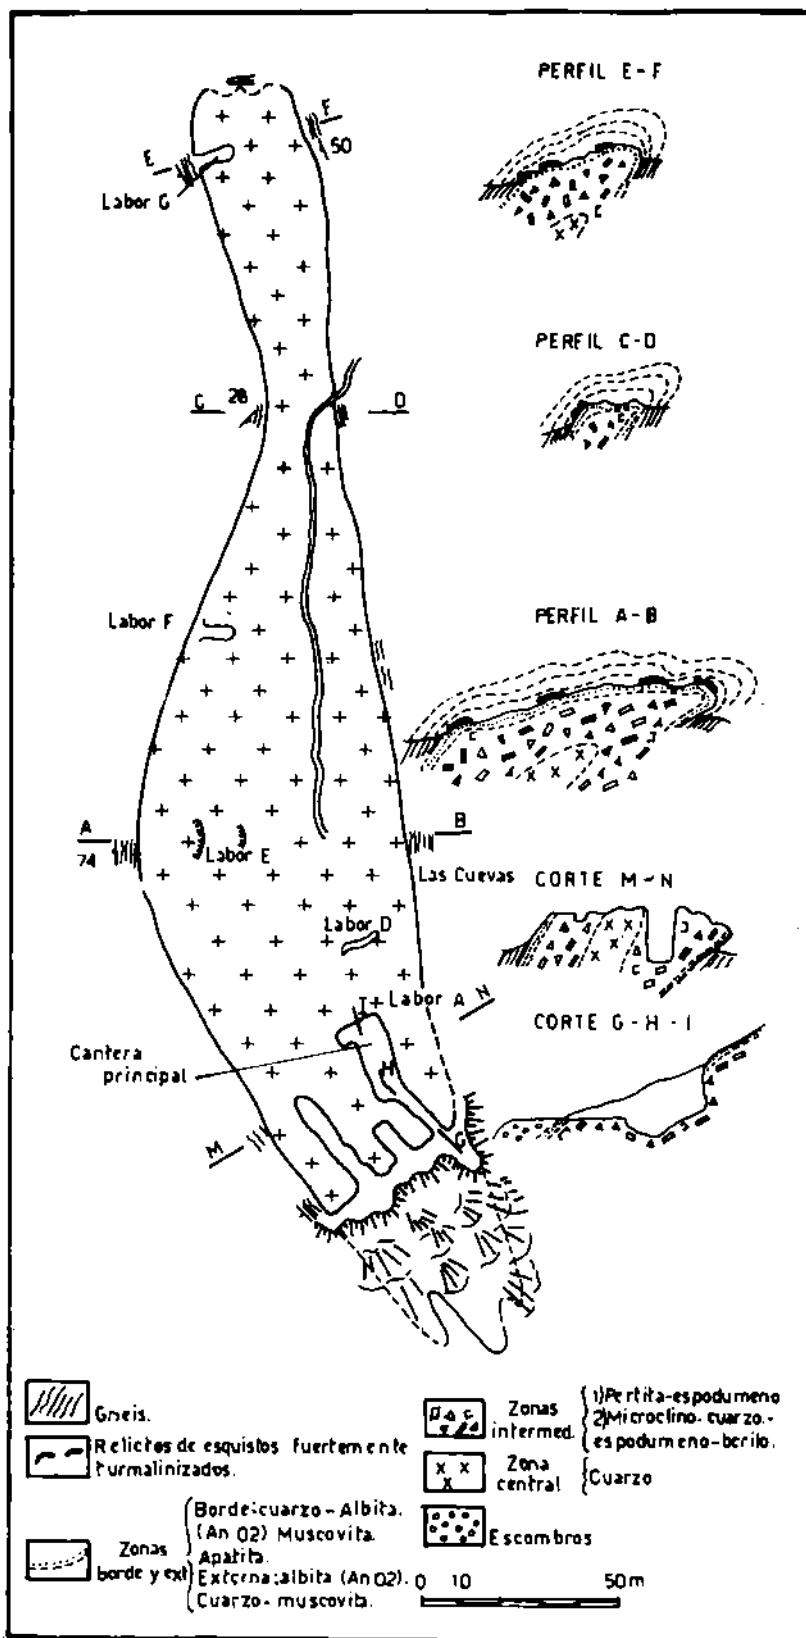 PERFIL E-F
F
50
E
Labor G
PERFIL C-D
C 28
D
PERFIL A-B
Labor F
A
74
B
Labor E
Las Cuevas
CORTE M-N
Labor D
I
Labor A
N
CORTE G-H-I
Cantera
principal
H
G
M
Gneis.
Relictos de esquistos fuertemente
turmalinizados.
Zonas
borde y ext.
Borde:cuarzo-Albita.
(An 02) Muscovita.
Apatita.
Externa:albita (An02).
Cuarzo-muscovita.
Zonas
intermed.
1)Pertita-espodumeno
2)Microclino-cuarzo.-
espodumeno-berilo.
Zona
central
Cuarzo
Escombros
0 10 50m